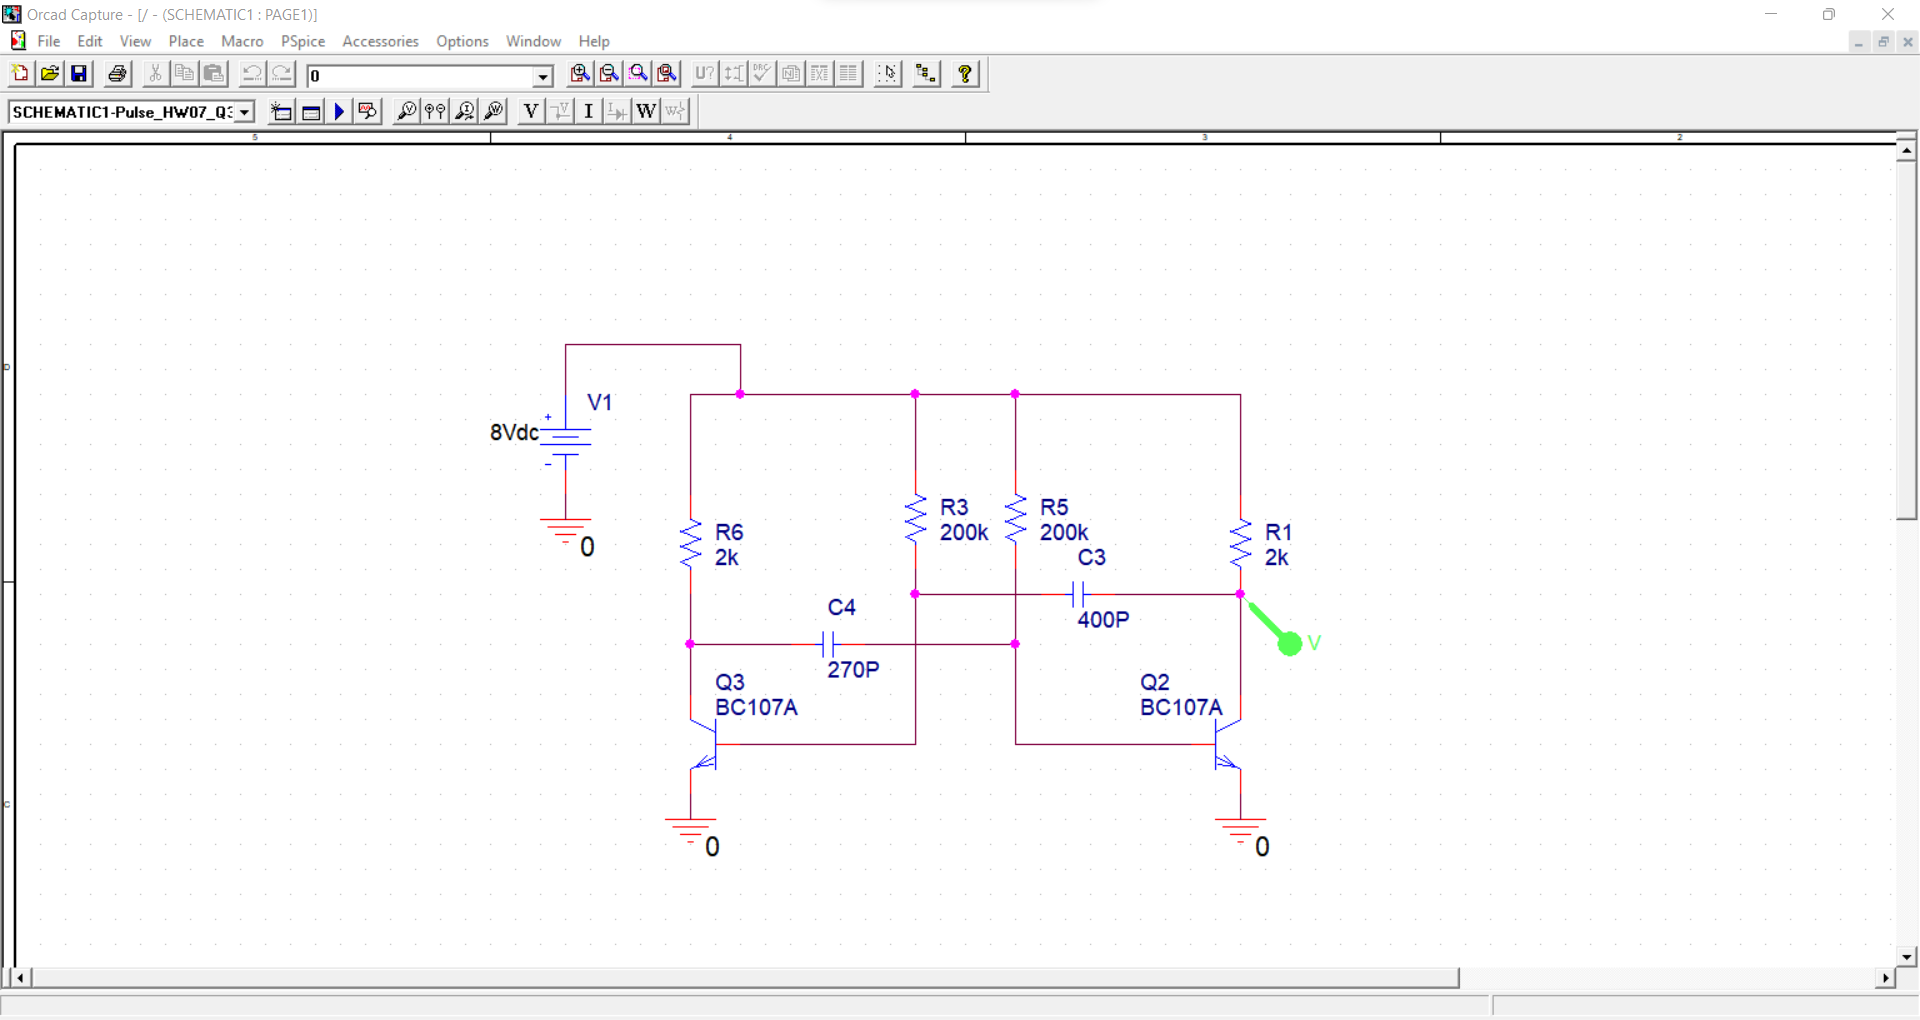 Orcad Capture - [/ - (SCHEMATIC1 : PAGE1)]
File Edit View Place Macro PSpice Accessories Options Window Help
0
U?
DRC
SCHEMATIC1-Pulse_HW07_Q3
V I W
5 4 3 2
D
C
V1
+
8Vdc
-
0
R6
2k
R3
200k
R5
200k
R1
2k
C3
400P
C4
270P
V
Q3
BC107A
Q2
BC107A
0
0